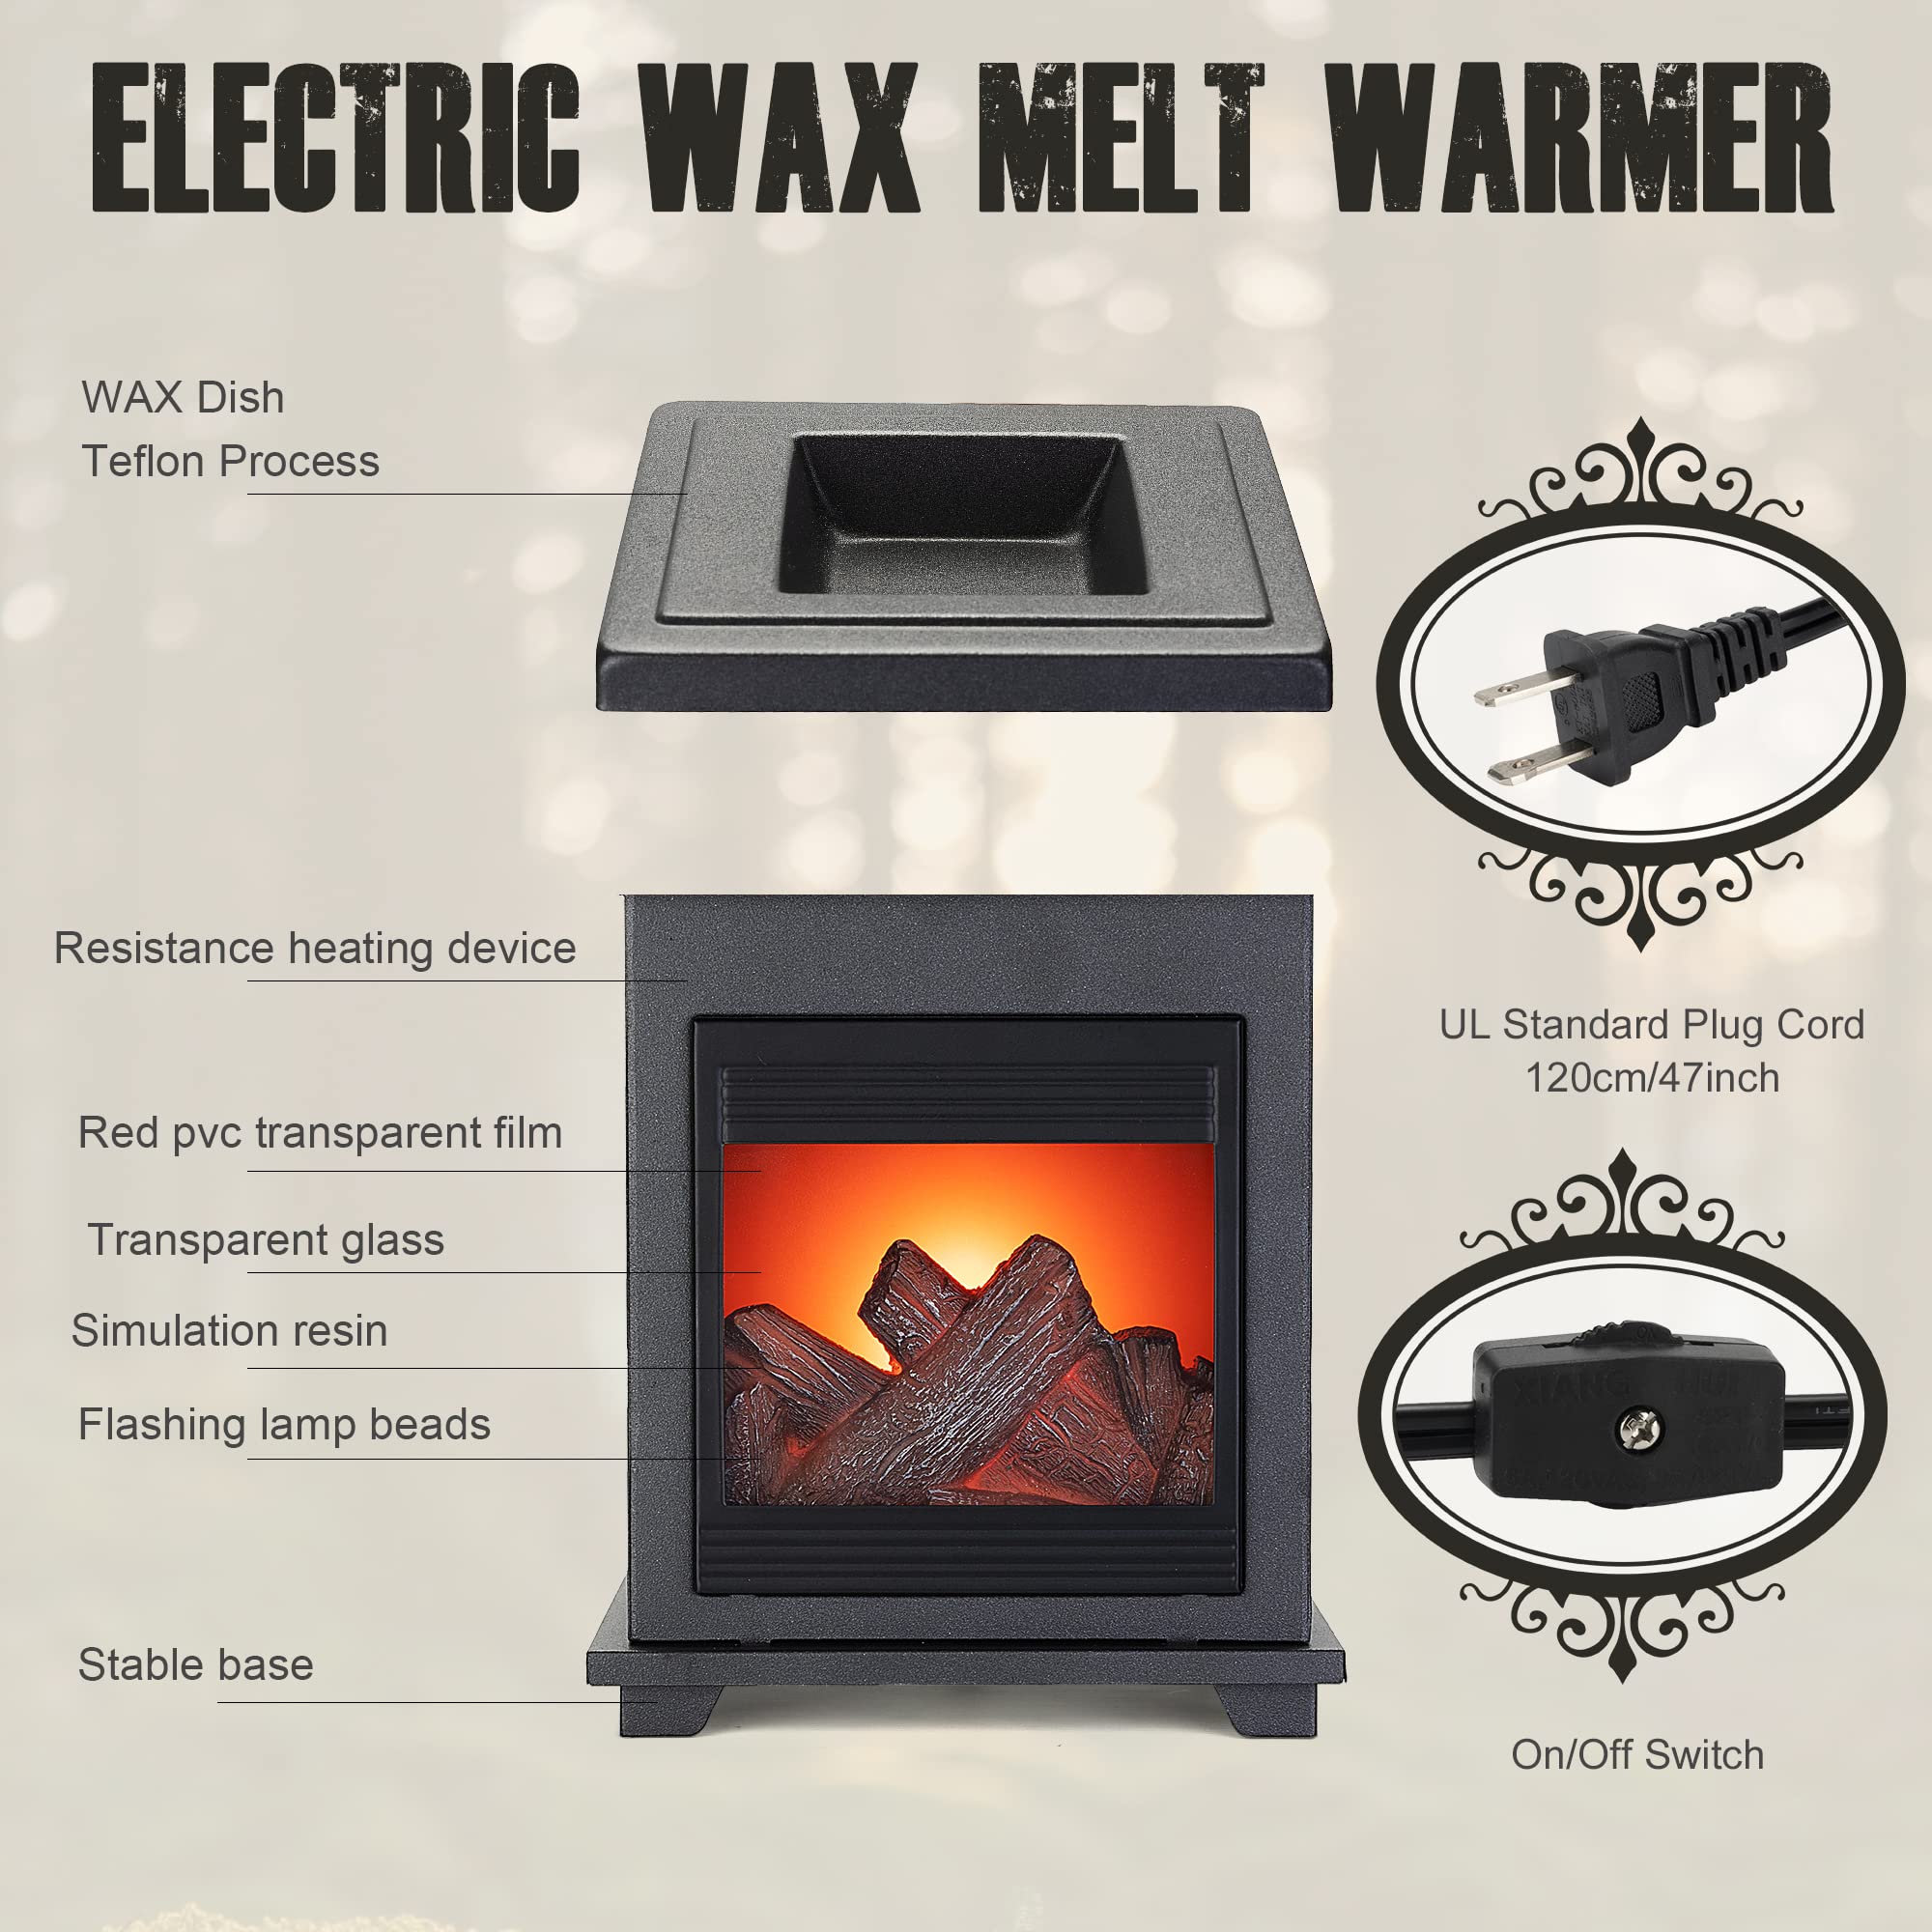 ELECTRIC WAX MELT WARMER
WAX Dish
Teflon Process
Resistance heating device
Red pvc transparent film
Transparent glass
Simulation resin
Flashing lamp beads
Stable base
UL Standard Plug Cord
120cm/47inch
XIANG
On/Off Switch